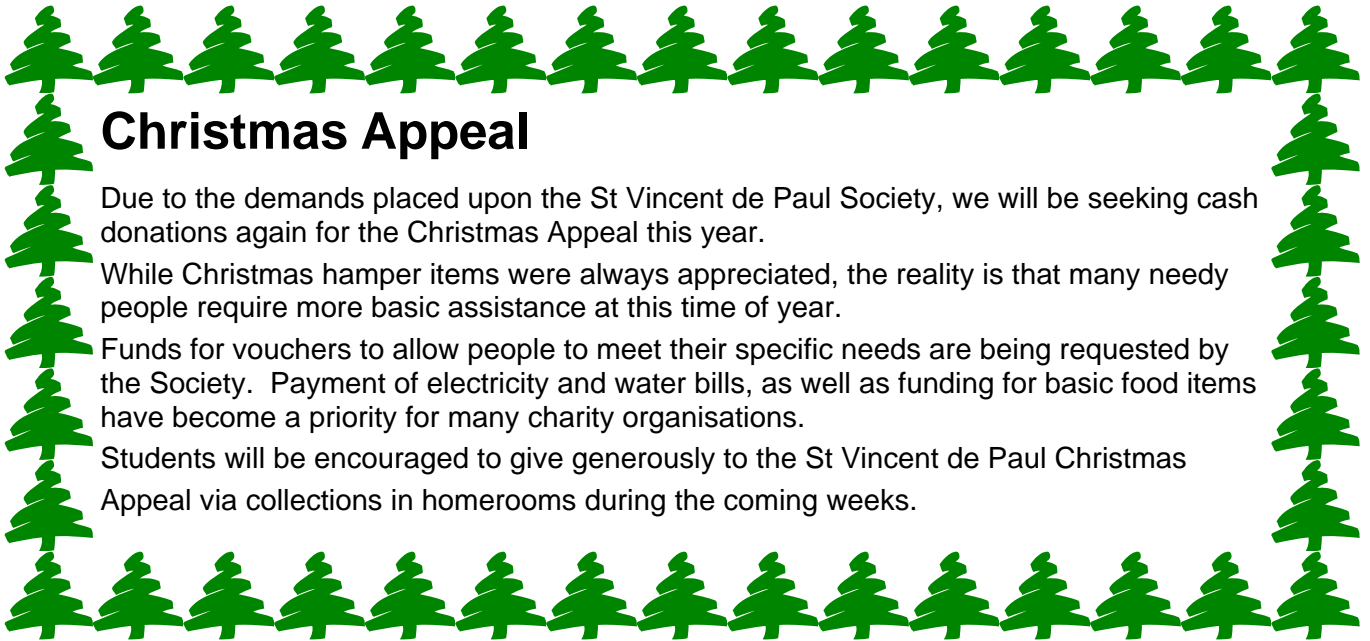 Christmas Appeal
Due to the demands placed upon the St Vincent de Paul Society, we will be seeking cash
donations again for the Christmas Appeal this year.
While Christmas hamper items were always appreciated, the reality is that many needy
people require more basic assistance at this time of year.
Funds for vouchers to allow people to meet their specific needs are being requested by
the Society.  Payment of electricity and water bills, as well as funding for basic food items
have become a priority for many charity organisations.
Students will be encouraged to give generously to the St Vincent de Paul Christmas
Appeal via collections in homerooms during the coming weeks.